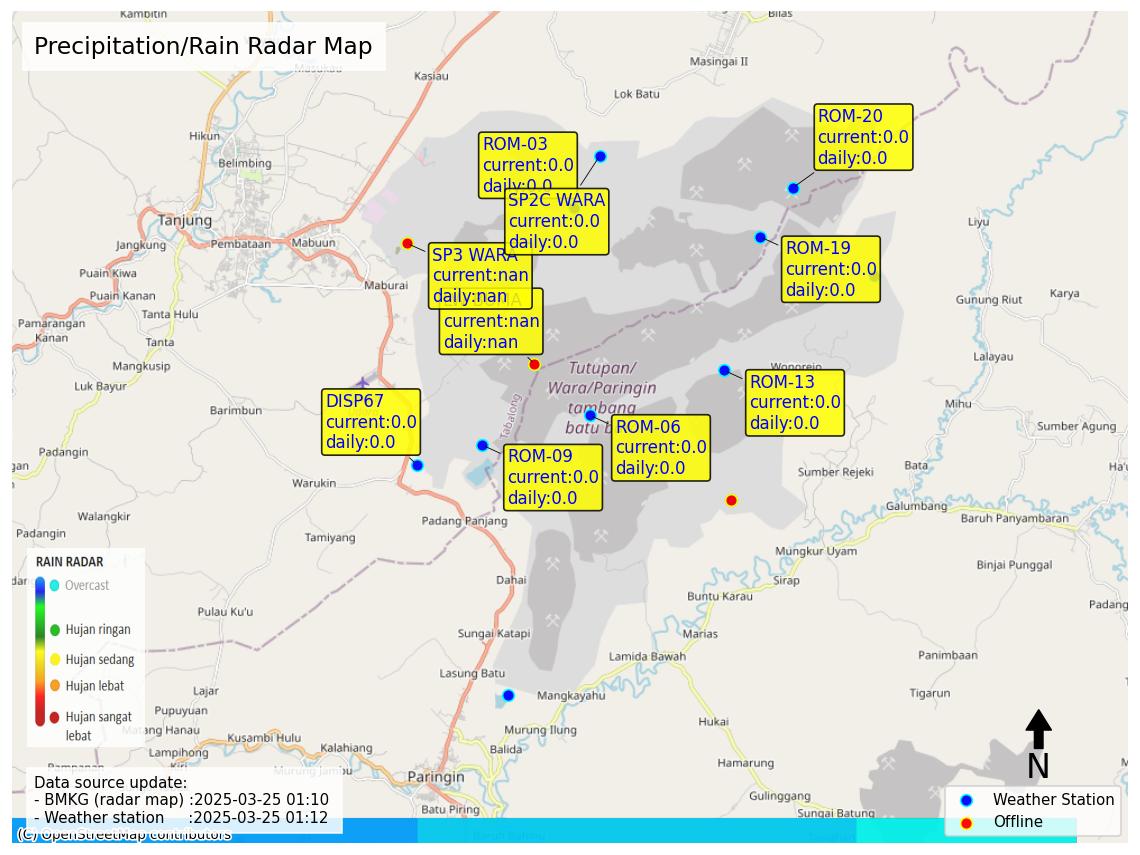 Kambitin
Bilas
Precipitation/Rain Radar Map
Masukau
Kasiau
Masingai II
Lok Batu
Hikun
Belimbing
ROM-03
current:0.0
daily:0.0
ROM-20
current:0.0
daily:0.0
SP2C WARA
current:0.0
daily:0.0
Tanjung
Jangkung
Pembataan
Mabuun
Liyu
ROM-19
current:0.0
daily:0.0
SP3 WARA
current:nan
daily:nan
Puain Kiwa
Maburai
Puain Kanan
Tanta Hulu
Gunung Riut
Karya
current:nan
daily:nan
Pamarangan
Kanan
Tanta
Mangkusip
Luk Bayur
Lalayau
Wonorejo
Tutupan/
Wara/Paringin
tambang
batu b
Tabalong
ROM-13
current:0.0
daily:0.0
DISP67
current:0.0
daily:0.0
Barimbun
Mihu
ROM-06
current:0.0
daily:0.0
Sumber Agung
ROM-09
current:0.0
daily:0.0
Padangin
Warukin
Sumber Rejeki
Bata
Galumbang
Baruh Panyambaran
Walangkir
Padangin
Padang Panjang
Tamiyang
Mungkur Uyam
Binjai Punggal
RAIN RADAR
Overcast
Hujan ringan
Hujan sedang
Hujan lebat
Hujan sangat
lebat
Dahai
Sirap
Buntu Karau
Padang
Pulau Ku'u
Sungai Katapi
Marias
Lamida Bawah
Panimbaan
Lasung Batu
Lajar
Mangkayahu
Tigarun
Pupuyuan
Matang Hanau
Hukai
Murung Ilung
Kusambi Hulu
Kalahiang
Lampihong
Kiri
Balida
Hamarung
Pampanan
Murung Jambu
Paringin
N
Gulinggang
Batu Piring
Sungai Batung
Data source update:
- BMKG (radar map) :2025-03-25 01:10
- Weather station :2025-03-25 01:12
Weather Station
Offline
(C) OpenStreetMap contributors